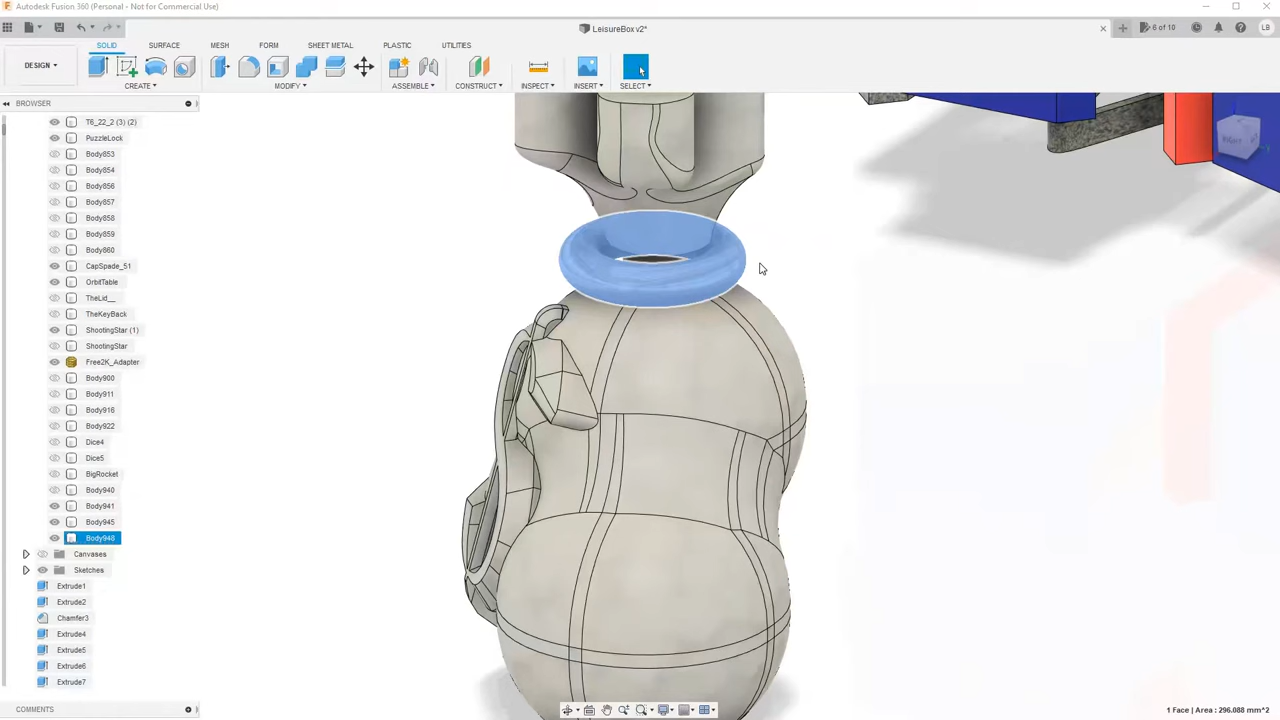 Autodesk Fusion 360 (Personal - Not for Commercial Use)
LeisureBox v2*
6 of 10
LB
DESIGN
SOLID
SURFACE
MESH
FORM
SHEET METAL
PLASTIC
UTILITIES
CREATE
MODIFY
ASSEMBLE
CONSTRUCT
INSPECT
INSERT
SELECT
BROWSER
T6_22_2 (3) (2)
PuzzleLock
Body853
Body854
Body856
Body857
Body858
Body859
Body860
CapSpade_51
OrbitTable
TheLid__
TheKeyBack
ShootingStar (1)
ShootingStar
Free2K_Adapter
Body900
Body911
Body916
Body922
Dice4
Dice5
BigRocket
Body940
Body941
Body945
Body948
Canvases
Sketches
Extrude1
Extrude2
Chamfer3
Extrude4
Extrude5
Extrude6
Extrude7
COMMENTS
1 Face | Area : 296.088 mm^2